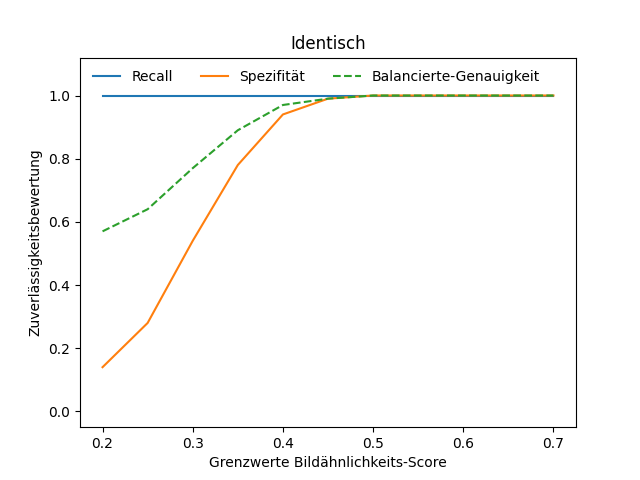 Identisch
Recall Spezifität Balancierte-Genauigkeit
1.0
0.8
0.6
0.4
0.2
0.0
Zuverlässigkeitsbewertung
0.2 0.3 0.4 0.5 0.6 0.7
Grenzwerte Bildähnlichkeits-Score